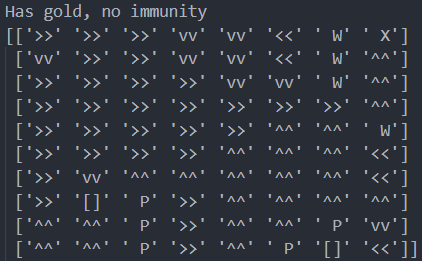 Has gold, no immunity
[['>>' '>>' '>>' 'vv' 'vv' '<<' ' W' ' X']
['vv' '>>' '>>' 'vv' 'vv' '<<' ' W' '^^']
['>>' '>>' '>>' '>>' 'vv' 'vv' ' W' '^^']
['>>' '>>' '>>' '>>' '>>' '>>' '>>' '^^']
['>>' '>>' '>>' '>>' '>>' '^^' '^^' ' W']
['>>' '>>' '>>' '>>' '^^' '^^' '^^' '<<']
['>>' 'vv' '^^' '^^' '^^' '^^' '^^' '<<']
['>>' '[]' ' P' '>>' '^^' '^^' '^^' '^^']
['^^' '^^' ' P' '>>' '^^' '^^' ' P' 'vv']
['^^' '^^' ' P' '>>' '^^' ' P' '[]' '<<']]